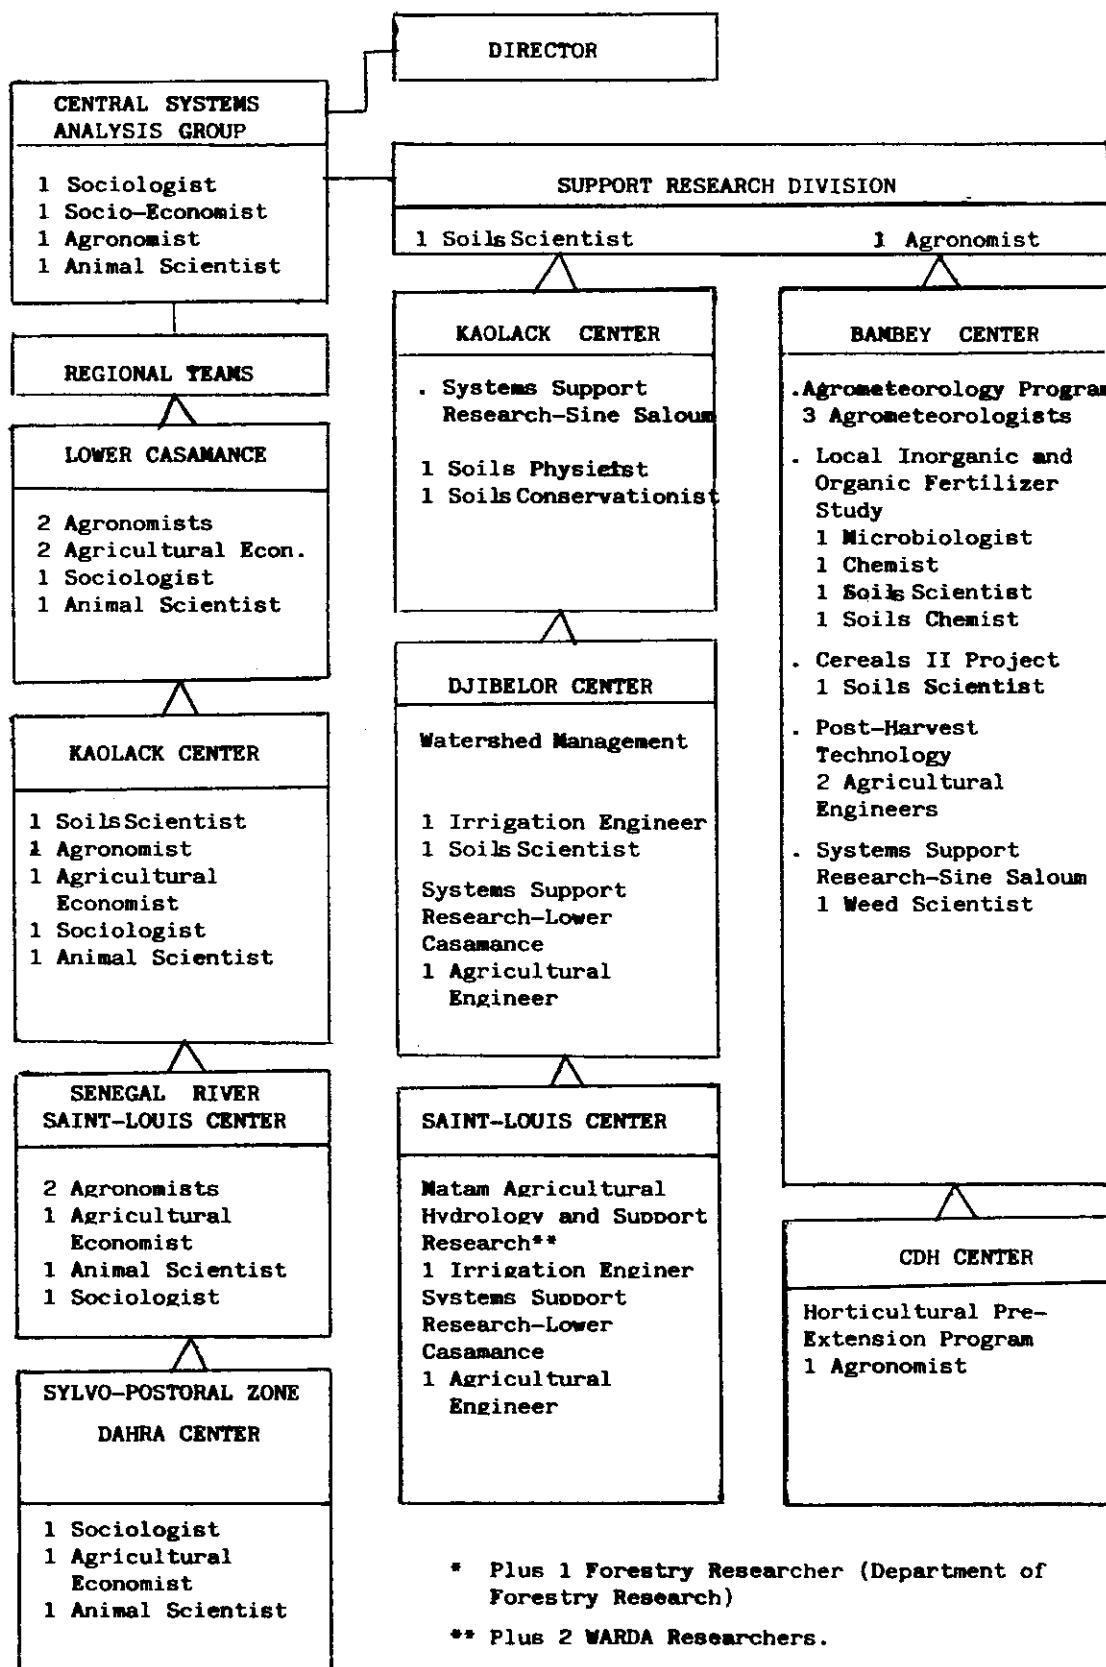 DIRECTOR
CENTRAL SYSTEMS
ANALYSIS GROUP
1 Sociologist
1 Socio-Economist
1 Agronomist
1 Animal Scientist
SUPPORT RESEARCH DIVISION
1 Soils Scientist
1 Agronomist
REGIONAL TEAMS
LOWER CASAMANCE
2 Agronomists
2 Agricultural Econ.
1 Sociologist
1 Animal Scientist
KAOLACK CENTER
1 Soils Scientist
1 Agronomist
1 Agricultural
Economist
1 Sociologist
1 Animal Scientist
SENEGAL RIVER
SAINT-LOUIS CENTER
2 Agronomists
1 Agricultural
Economist
1 Animal Scientist
1 Sociologist
SYLVO-POSTORAL ZONE
DAHRA CENTER
1 Sociologist
1 Agricultural
Economist
1 Animal Scientist
KAOLACK CENTER
. Systems Support
Research-Sine Saloum
1 Soils Physicist
1 Soils Conservationist
DJIBELOR CENTER
Watershed Management
1 Irrigation Engineer
1 Soils Scientist
Systems Support
Research-Lower
Casamance
1 Agricultural
Engineer
SAINT-LOUIS CENTER
Matam Agricultural
Hydrology and Support
Research**
1 Irrigation Enginer
Systems Support
Research-Lower
Casamance
1 Agricultural
Engineer
BAMBEY CENTER
.Agrometeorology Program
3 Agrometeorologists
. Local Inorganic and
Organic Fertilizer
Study
1 Microbiologist
1 Chemist
1 Soils Scientist
1 Soils Chemist
. Cereals II Project
1 Soils Scientist
. Post-Harvest
Technology
2 Agricultural
Engineers
. Systems Support
Research-Sine Saloum
1 Weed Scientist
CDH CENTER
Horticultural Pre-
Extension Program
1 Agronomist
* Plus 1 Forestry Researcher (Department of
Forestry Research)
** Plus 2 WARDA Researchers.